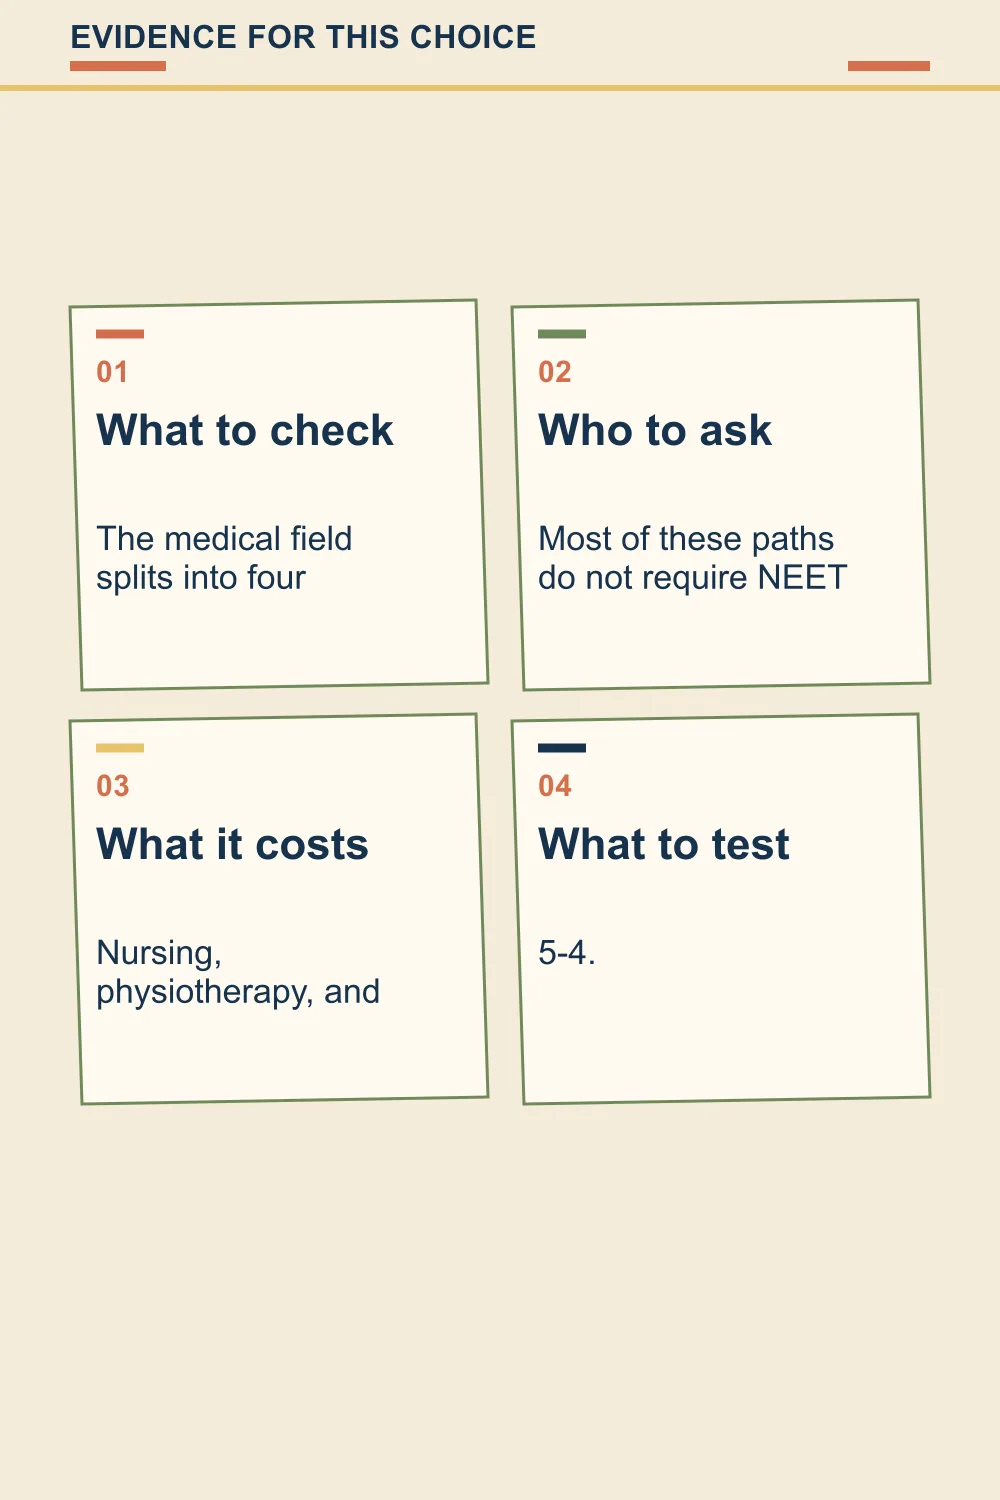 EVIDENCE FOR THIS CHOICE
01
What to check
The medical field
splits into four
02
Who to ask
Most of these paths
do not require NEET
03
What it costs
Nursing,
physiotherapy, and
04
What to test
5-4.